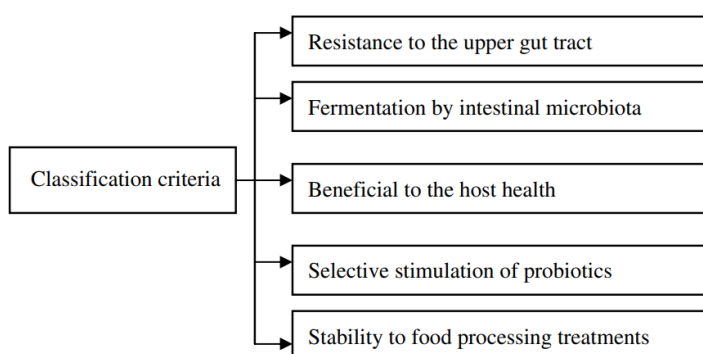 Resistance to the upper gut tract
Fermentation by intestinal microbiota
Classification criteria
Beneficial to the host health
Selective stimulation of probiotics
Stability to food processing treatments